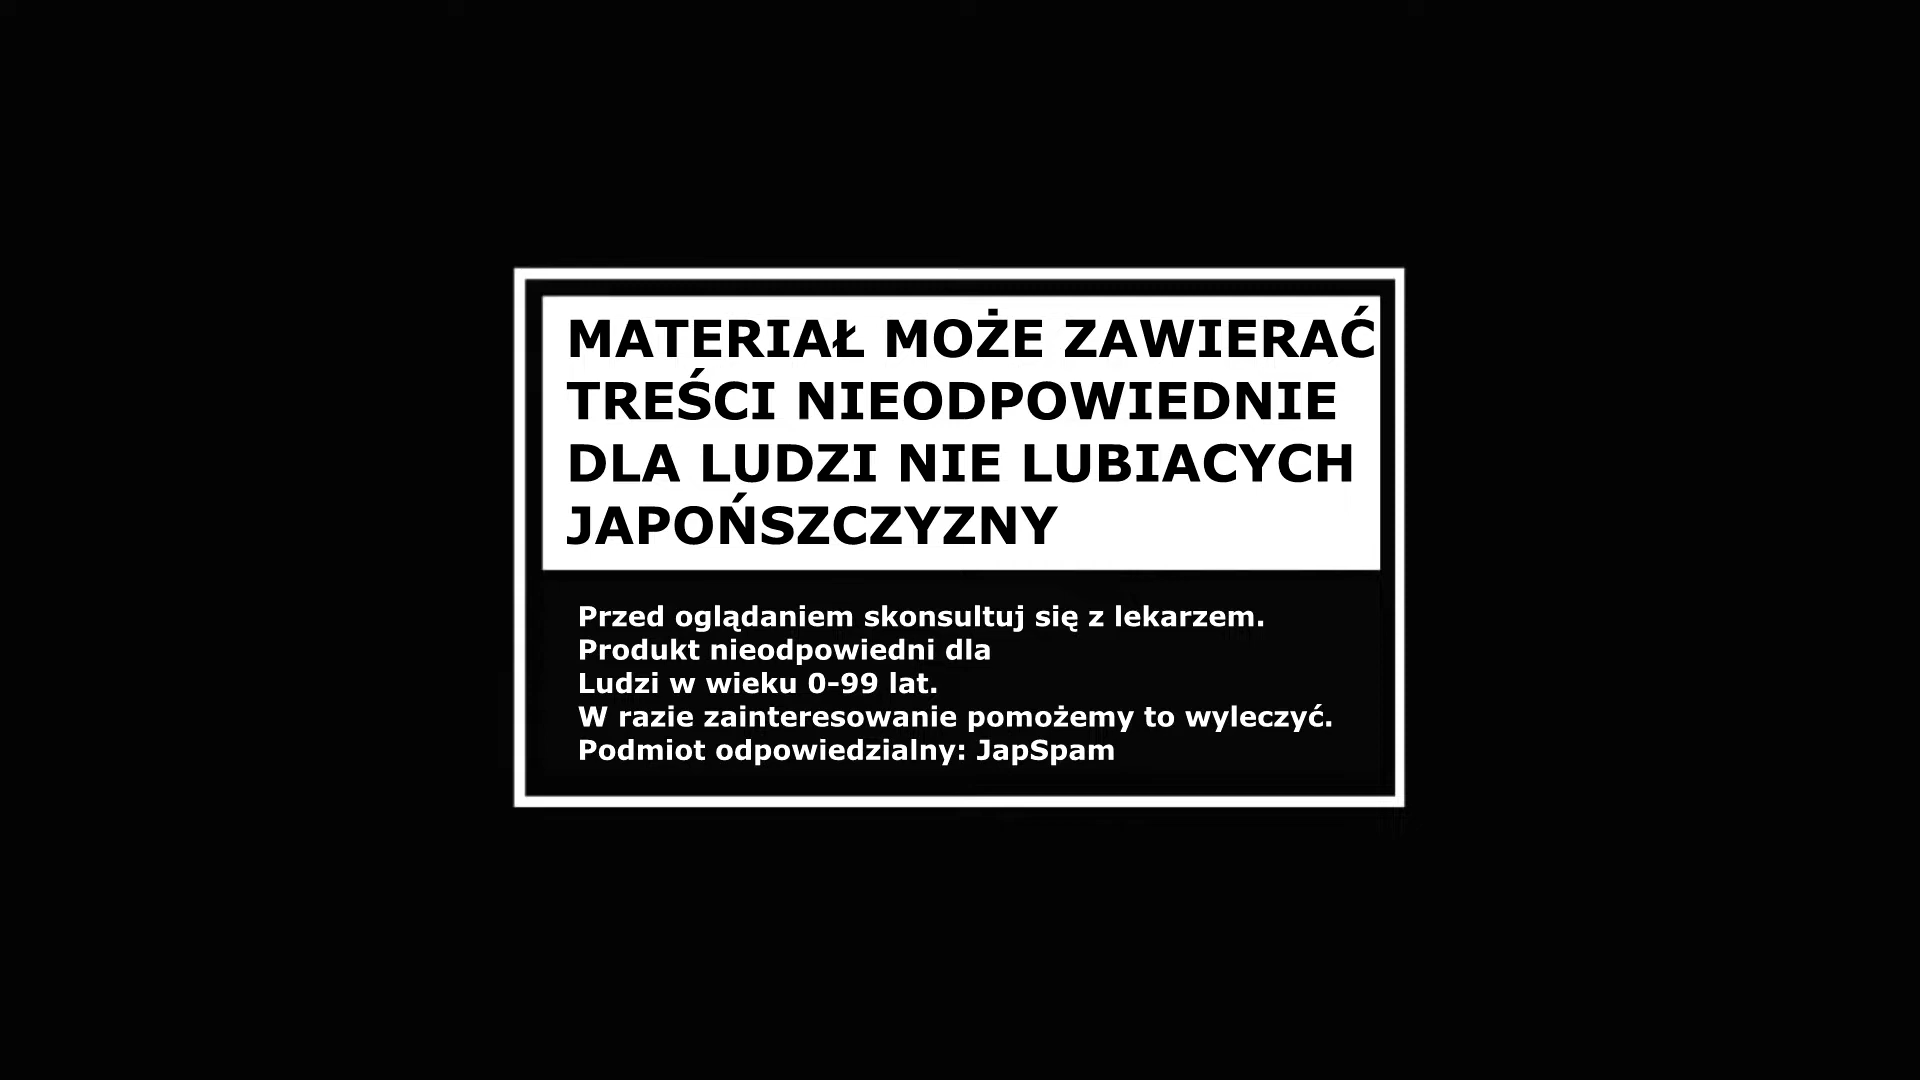 MATERIAŁ MOŻE ZAWIERAĆ
TREŚCI NIEODPOWIEDNIE
DLA LUDZI NIE LUBIACYCH
JAPOŃSZCZYZNY
Przed oglądaniem skonsultuj się z lekarzem.
Produkt nieodpowiedni dla
Ludzi w wieku 0-99 lat.
W razie zainteresowanie pomożemy to wyleczyć.
Podmiot odpowiedzialny: JapSpam